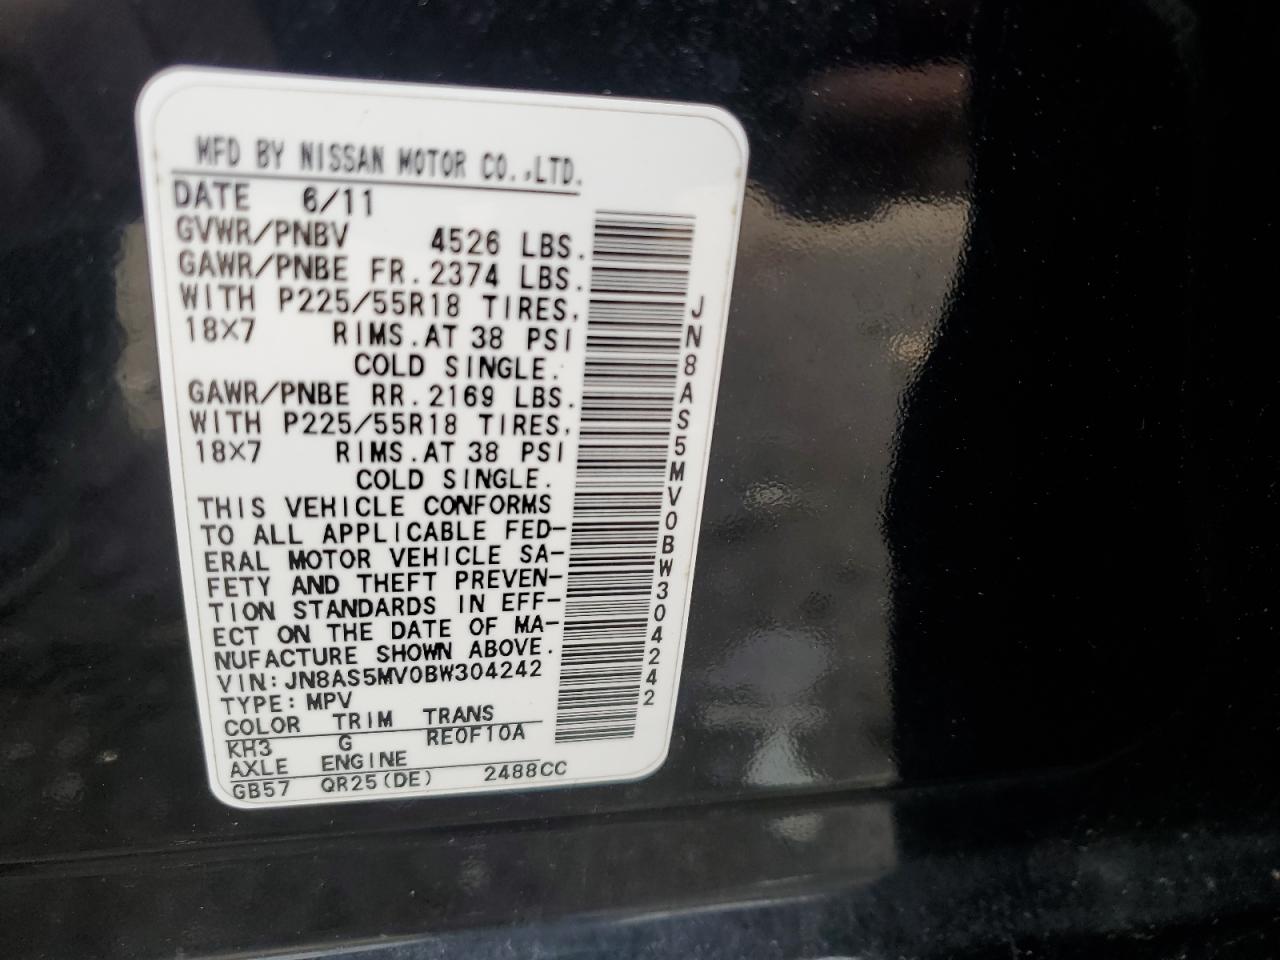 MFD BY NISSAN MOTOR CO.,LTD.
DATE 6/11
GVWR/PNBV 4526 LBS.
GAWR/PNBE FR.2374 LBS.
WITH P225/55R18 TIRES,
18×7 RIMS.AT 38 PSI
COLD SINGLE.
GAWR/PNBE RR.2169 LBS.
WITH P225/55R18 TIRES,
18×7 RIMS.AT 38 PSI
COLD SINGLE.
THIS VEHICLE CONFORMS
TO ALL APPLICABLE FED-
ERAL MOTOR VEHICLE SA-
FETY AND THEFT PREVEN-
TION STANDARDS IN EFF-
ECT ON THE DATE OF MA-
NUFACTURE SHOWN ABOVE.
VIN:JN8AS5MV0BW304242
TYPE:MPV
COLOR TRIM TRANS
KH3 G RE0F10A
AXLE ENGINE
GB57 QR25(DE) 2488CC
JN8AS5MV0BW304242